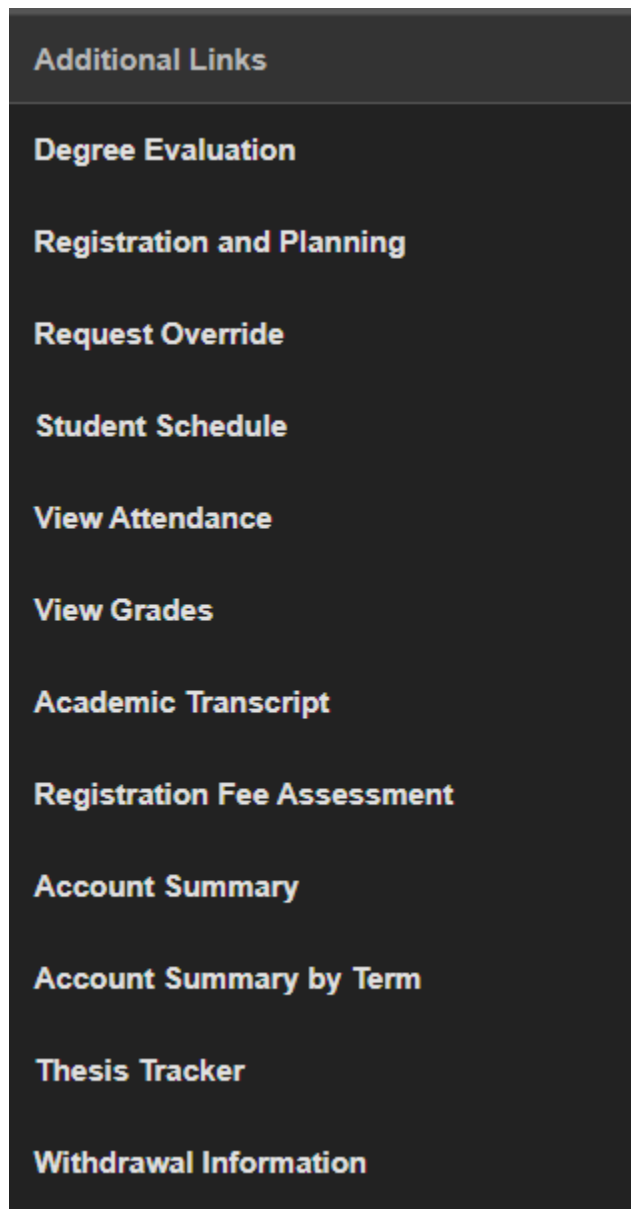 Additional Links
Degree Evaluation
Registration and Planning
Request Override
Student Schedule
View Attendance
View Grades
Academic Transcript
Registration Fee Assessment
Account Summary
Account Summary by Term
Thesis Tracker
Withdrawal Information